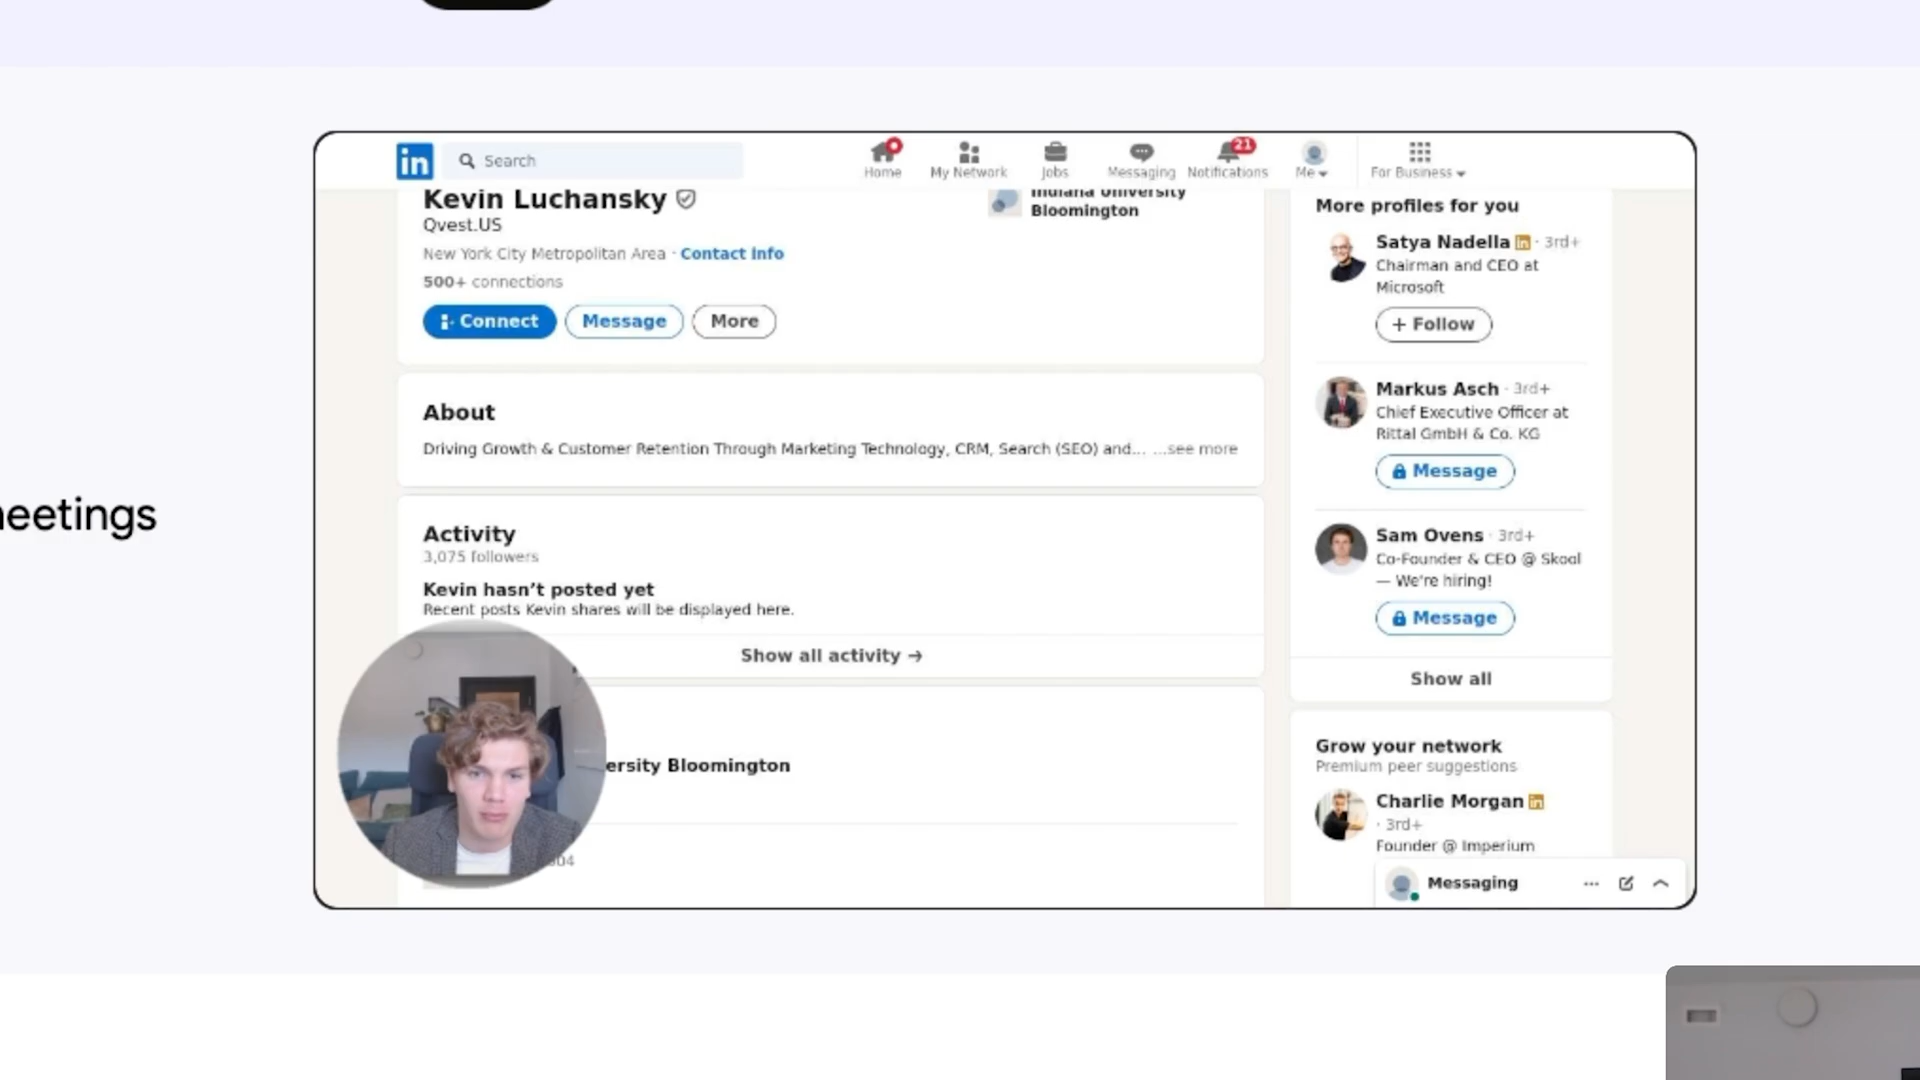 in Search
Home
My Network
Jobs
Messaging
21
Notifications
Me
For Business
Kevin Luchansky
Qvest.US
New York City Metropolitan Area · Contact info
500+ connections
Connect
Message
More
Indiana University
Bloomington
About
Driving Growth & Customer Retention Through Marketing Technology, CRM, Search (SEO) and... ...see more
Activity
3,075 followers
Kevin hasn’t posted yet
Recent posts Kevin shares will be displayed here.
Show all activity →
ersity Bloomington
04
More profiles for you
Satya Nadella in · 3rd+
Chairman and CEO at
Microsoft
+ Follow
Markus Asch · 3rd+
Chief Executive Officer at
Rittal GmbH & Co. KG
Message
Sam Ovens · 3rd+
Co-Founder & CEO @ Skool
— We're hiring!
Message
Show all
Grow your network
Premium peer suggestions
Charlie Morgan in
· 3rd+
Founder @ Imperium
Messaging
eetings